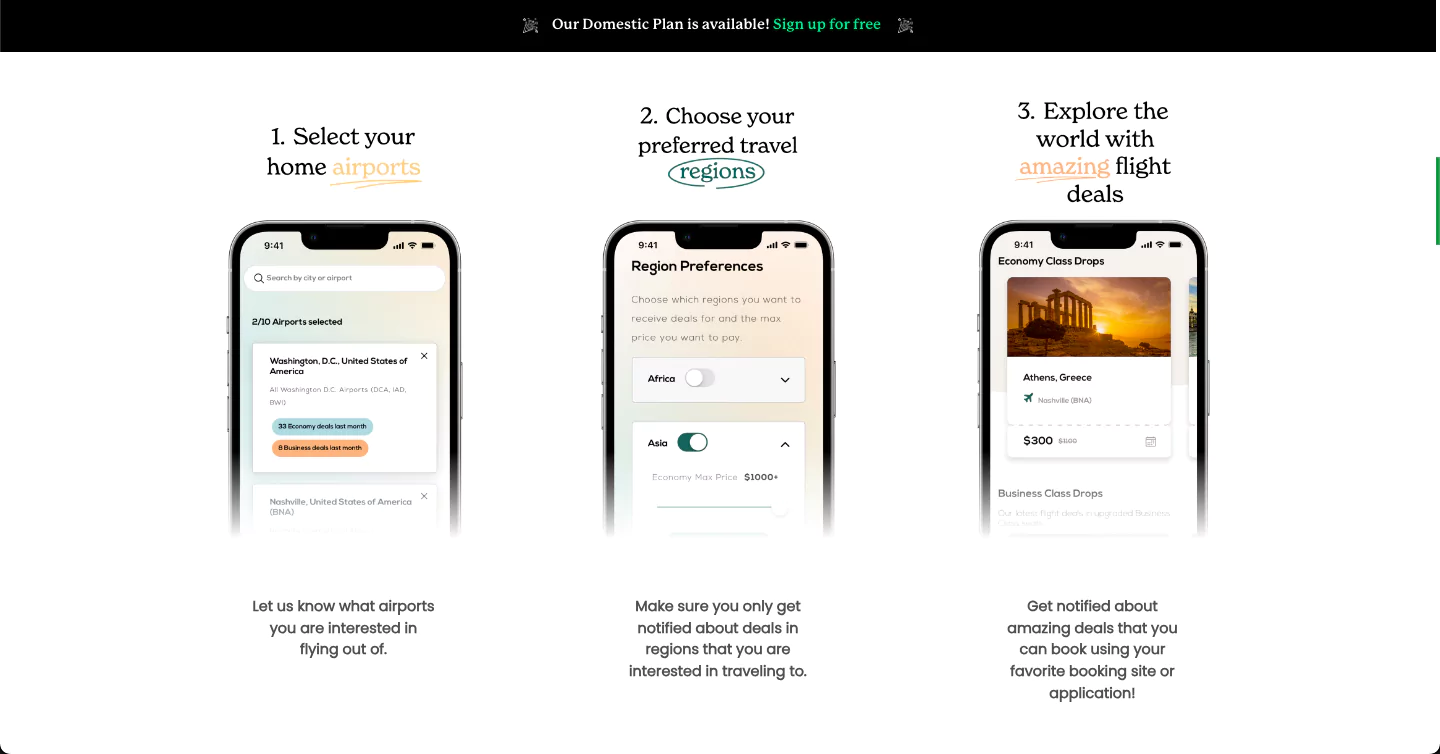 Our Domestic Plan is available! Sign up for free
1. Select your
home airports
9:41
Search by city or airport
2/10 Airports selected
Washington, D.C., United States of
America
All Washington D.C. Airports (DCA, IAD,
BWI)
33 Economy deals last month
8 Business deals last month
Nashville, United States of America
(BNA)
Let us know what airports
you are interested in
flying out of.
2. Choose your
preferred travel
regions
9:41
Region Preferences
Choose which regions you want to
receive deals for and the max
price you want to pay.
Africa
Asia
Economy Max Price $1000+
Make sure you only get
notified about deals in
regions that you are
interested in traveling to.
3. Explore the
world with
amazing flight
deals
9:41
Economy Class Drops
Athens, Greece
Nashville (BNA)
$300 $1100
Business Class Drops
Our latest flight deals in upgraded Business
Class seats
Get notified about
amazing deals that you
can book using your
favorite booking site or
application!